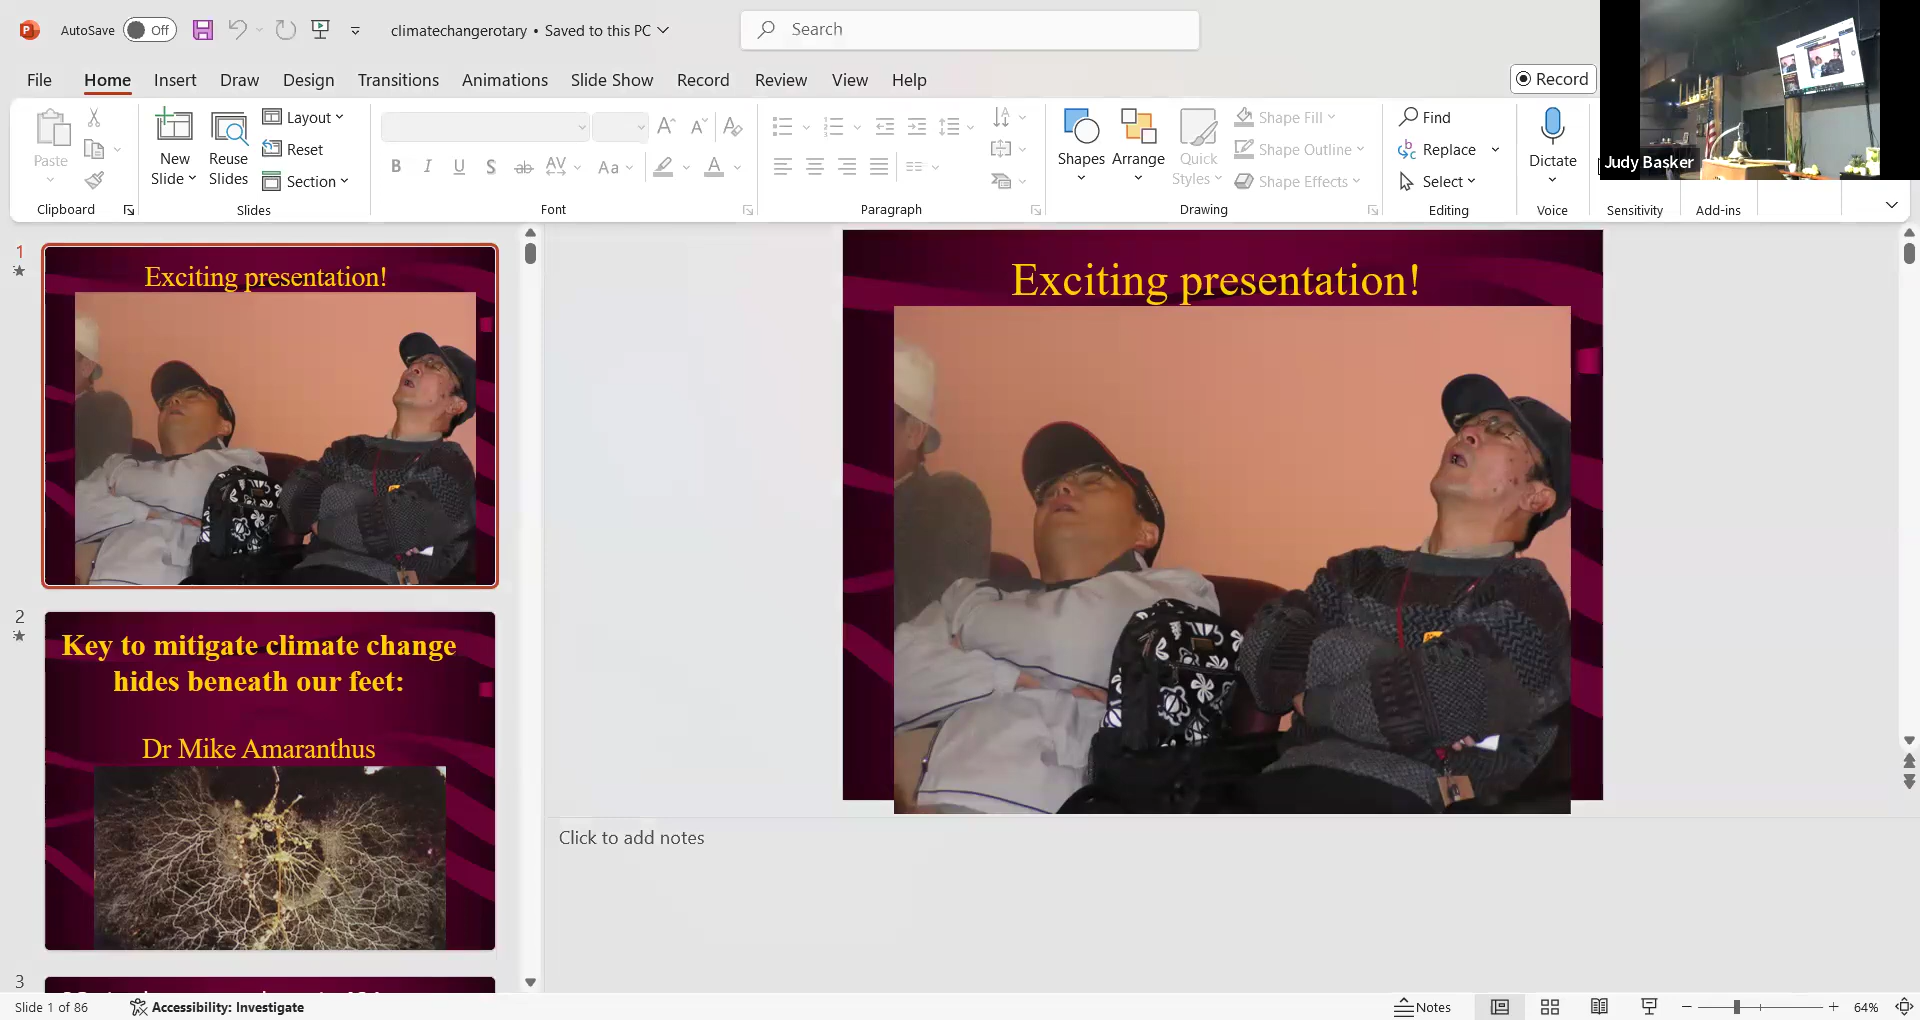 AutoSave Off climatechangerotary • Saved to this PC Search
File Home Insert Draw Design Transitions Animations Slide Show Record Review View Help Record
Paste
New
Slide
Reuse
Slides
Layout
Reset
Section
B I U S ab AV Aa A
Shapes
Arrange
Quick
Styles
Shape Fill
Shape Outline
Shape Effects
Find
Replace
Select
Dictate
Judy Basker
Clipboard Slides Font Paragraph Drawing Editing Voice Sensitivity Add-ins
1
Exciting presentation!
2
Key to mitigate climate change
hides beneath our feet:
Dr Mike Amaranthus
3
Exciting presentation!
Click to add notes
Slide 1 of 86 Accessibility: Investigate Notes 64%